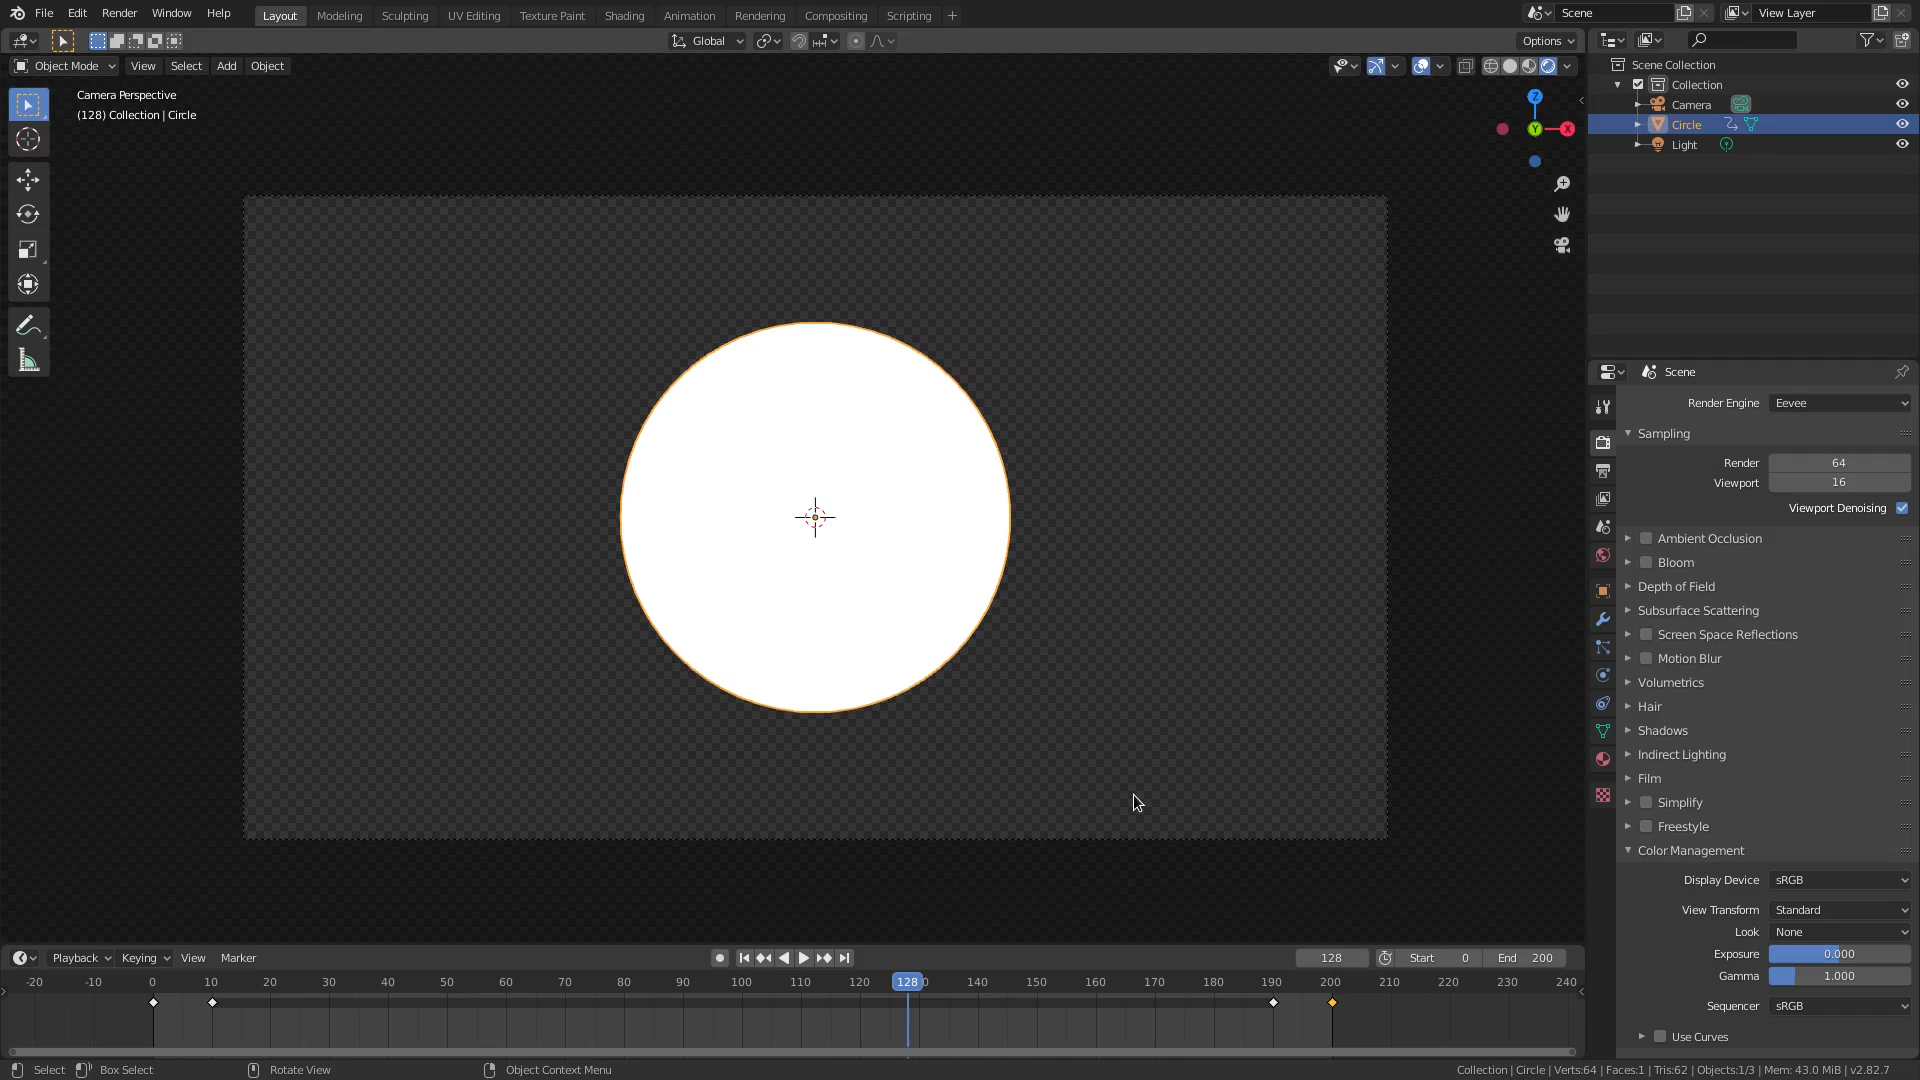 File Edit Render Window Help Layout Modeling Sculpting UV Editing Texture Paint Shading Animation Rendering Compositing Scripting + Scene View Layer
Global Options
Object Mode View Select Add Object
Camera Perspective
(128) Collection | Circle
Z
Y
X
Scene Collection
Collection
Camera
Circle
Light
Scene
Render Engine Eevee
Sampling
Render 64
Viewport 16
Viewport Denoising
Ambient Occlusion
Bloom
Depth of Field
Subsurface Scattering
Screen Space Reflections
Motion Blur
Volumetrics
Hair
Shadows
Indirect Lighting
Film
Simplify
Freestyle
Color Management
Display Device sRGB
View Transform Standard
Look None
Exposure 0.000
Gamma 1.000
Sequencer sRGB
Use Curves
Playback Keying View Marker 128 Start 0 End 200
-20 -10 0 10 20 30 40 50 60 70 80 90 100 110 120 128 0 140 150 160 170 180 190 200 210 220 230 240
Select Box Select Rotate View Object Context Menu Collection | Circle | Verts:64 | Faces:1 | Tris:62 | Objects:1/3 | Mem: 43.0 MiB | v2.82.7